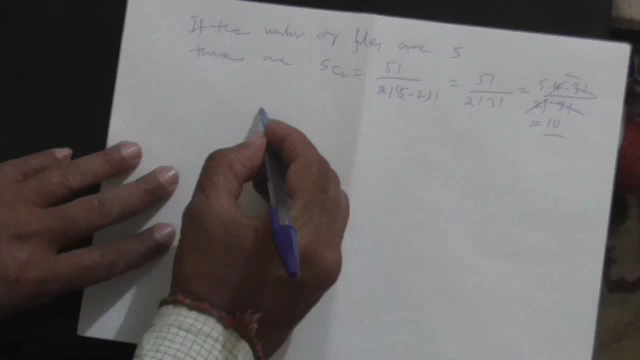 If the value of files are 5
there are 5C2 = 5! / 2!(5-2)! = 5! / 2!3! = 5.4.3! / 2!.3!
= 10